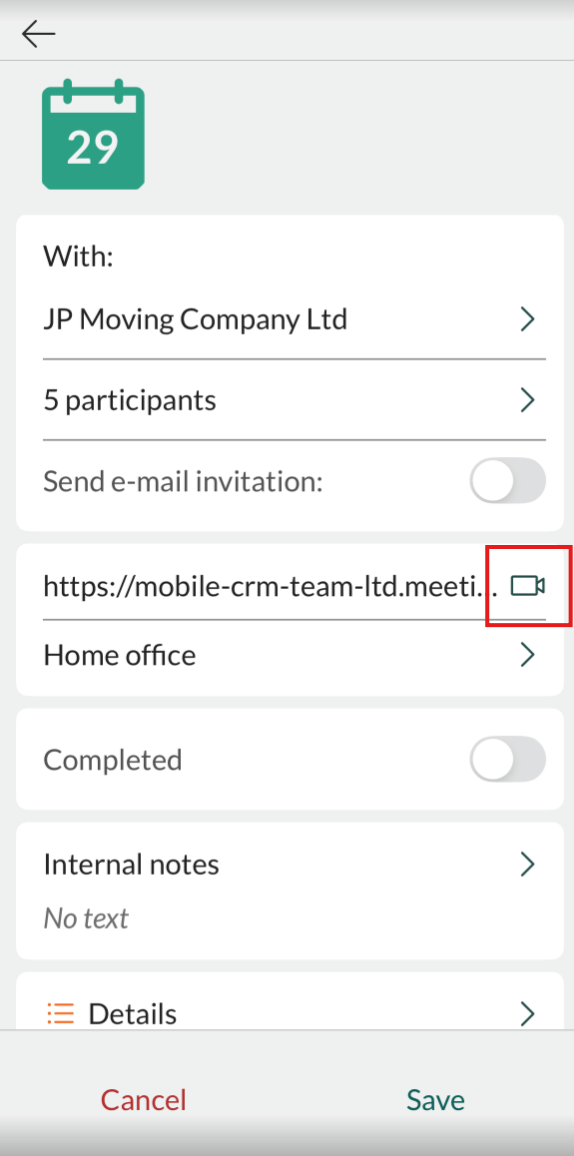 29
With:
JP Moving Company Ltd
5 participants
Send e-mail invitation:
https://mobile-crm-team-ltd.meeti...
Home office
Completed
Internal notes
No text
Details
Cancel Save